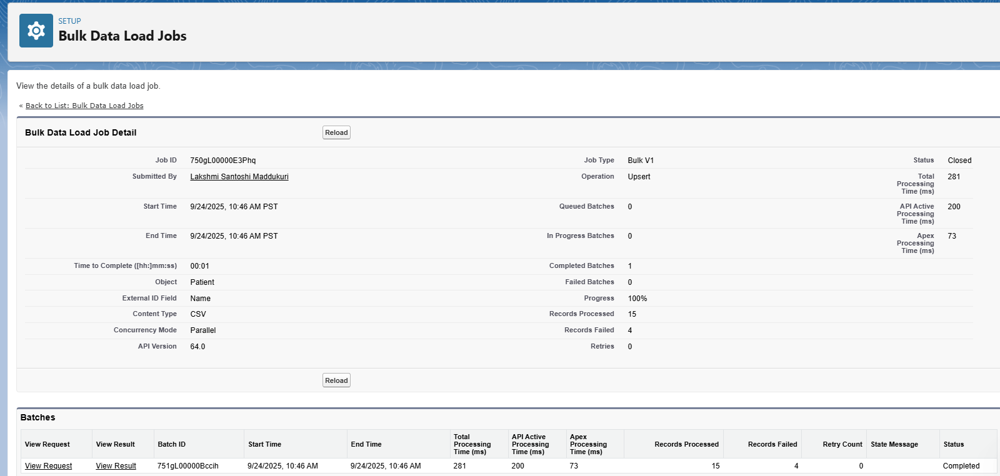 SETUP
Bulk Data Load Jobs
View the details of a bulk data load job.
« Back to List: Bulk Data Load Jobs
Bulk Data Load Job Detail Reload
Job ID 750gL00000E3Phq Job Type Bulk V1 Status Closed
Submitted By Lakshmi Santoshi Maddukuri Operation Upsert Total Processing Time (ms) 281
Start Time 9/24/2025, 10:46 AM PST Queued Batches 0 API Active Processing Time (ms) 200
End Time 9/24/2025, 10:46 AM PST In Progress Batches 0 Apex Processing Time (ms) 73
Time to Complete ([hh:]mm:ss) 00:01 Completed Batches 1
Object Patient Failed Batches 0
External ID Field Name Progress 100%
Content Type CSV Records Processed 15
Concurrency Mode Parallel Records Failed 4
API Version 64.0 Retries 0
Reload
Batches
View Request View Result Batch ID Start Time End Time Total Processing Time (ms) API Active Processing Time (ms) Apex Processing Time (ms) Records Processed Records Failed Retry Count State Message Status
View Request View Result 751gL00000Bccih 9/24/2025, 10:46 AM 9/24/2025, 10:46 AM 281 200 73 15 4 0 Completed